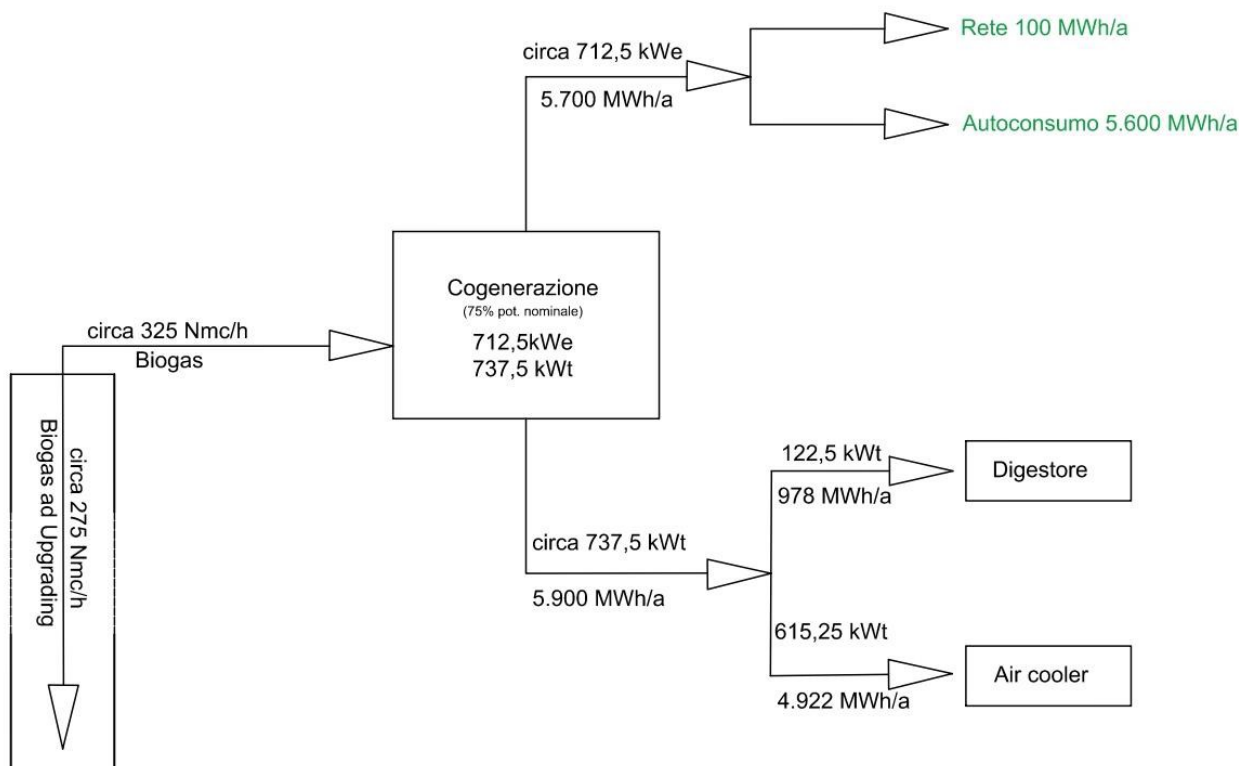 circa 712,5 kWe
5.700 MWh/a
Rete 100 MWh/a
Autoconsumo 5.600 MWh/a
Cogenerazione
(75% pot. nominale)
712,5kWe
737,5 kWt
circa 325 Nmc/h
Biogas
circa 275 Nmc/h
Biogas ad Upgrading
circa 737,5 kWt
5.900 MWh/a
122,5 kWt
978 MWh/a
Digestore
615,25 kWt
4.922 MWh/a
Air cooler